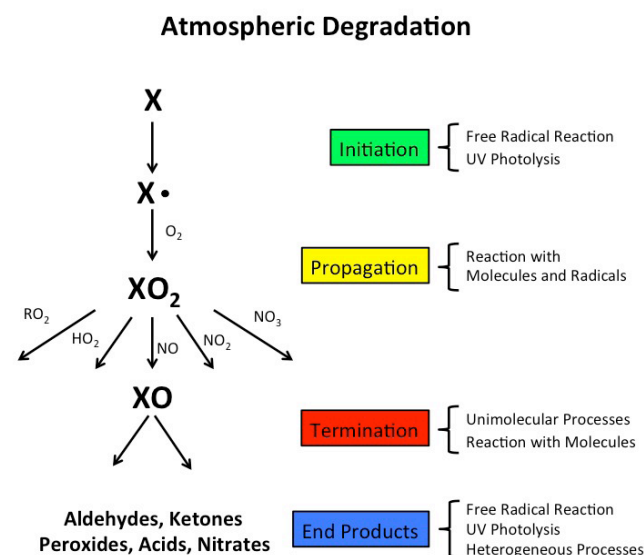 Atmospheric Degradation
X
Initiation
Free Radical Reaction
UV Photolysis
X•
O₂
Propagation
Reaction with
Molecules and Radicals
XO₂
RO₂
HO₂
NO
NO₂
NO₃
XO
Termination
Unimolecular Processes
Reaction with Molecules
Aldehydes, Ketones
Peroxides, Acids, Nitrates
End Products
Free Radical Reaction
UV Photolysis
Heterogeneous Processes